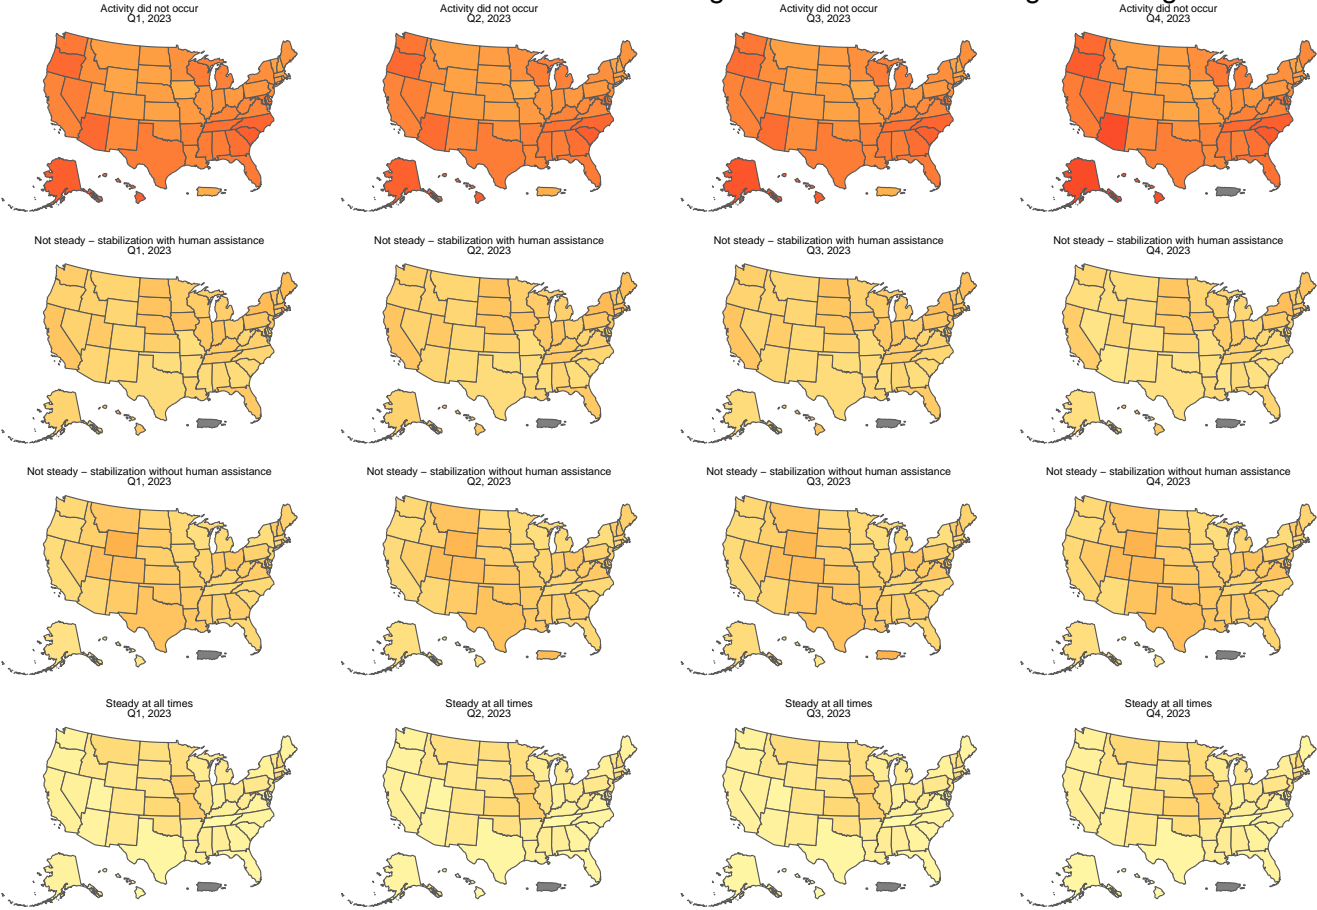 Activity did not occur
Q1, 2023
Activity did not occur
Q2, 2023
Activity did not occur
Q3, 2023
Activity did not occur
Q4, 2023
Not steady − stabilization with human assistance
Q1, 2023
Not steady − stabilization with human assistance
Q2, 2023
Not steady − stabilization with human assistance
Q3, 2023
Not steady − stabilization with human assistance
Q4, 2023
Not steady − stabilization without human assistance
Q1, 2023
Not steady − stabilization without human assistance
Q2, 2023
Not steady − stabilization without human assistance
Q3, 2023
Not steady − stabilization without human assistance
Q4, 2023
Steady at all times
Q1, 2023
Steady at all times
Q2, 2023
Steady at all times
Q3, 2023
Steady at all times
Q4, 2023